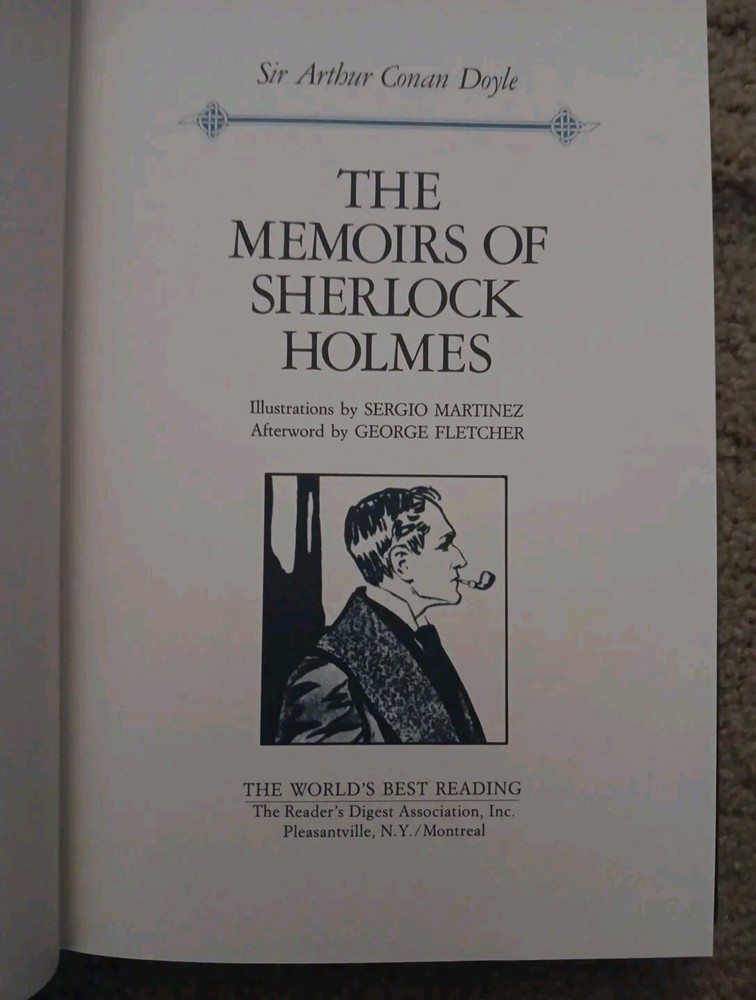 Sir Arthur Conan Doyle
THE
MEMOIRS OF
SHERLOCK
HOLMES
Illustrations by SERGIO MARTINEZ
Afterword by GEORGE FLETCHER
THE WORLD'S BEST READING
The Reader's Digest Association, Inc.
Pleasantville, N.Y./Montreal